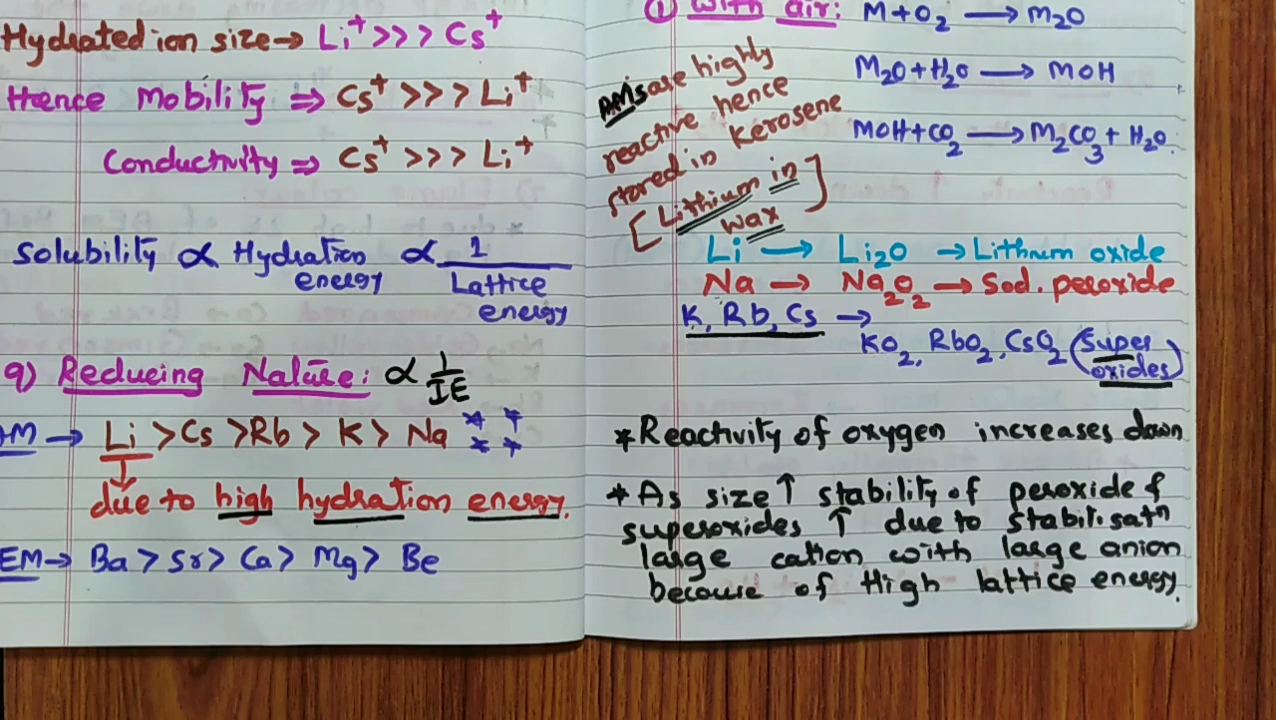 Hydrated ion size → Li⁺ >>> Cs⁺
Hence Mobility ⇒ Cs⁺ >>> Li⁺
Conductivity ⇒ Cs⁺ >>> Li⁺
Solubility ∝ Hydration energy ∝ 1 / Lattice energy
9) Reducing Nature: ∝ 1/IE
AM → Li > Cs > Rb > K > Na ** **
due to high hydration energy.
EM → Ba > Sr > Ca > Mg > Be
① With air: M + O₂ → M₂O
M₂O + H₂O → MOH
MOH + CO₂ → M₂CO₃ + H₂O.
AMs are highly
reactive hence
stored in Kerosene
[Lithium in
wax]
Li → Li₂O → Lithium oxide
Na → Na₂O₂ → Sod. peroxide
K, Rb, Cs →
KO₂, RbO₂, CsO₂ (Super
oxides)
* Reactivity of oxygen increases down
* As size ↑ stability of peroxide &
superoxides ↑ due to stabilisatn
large cation with large anion
because of High lattice energy.